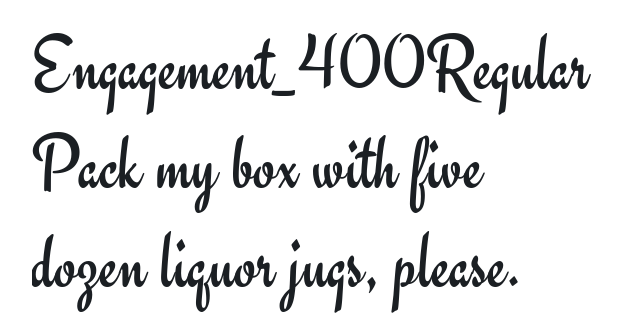 Engagement_400Regular
Pack my box with five
dozen liquor jugs, please.